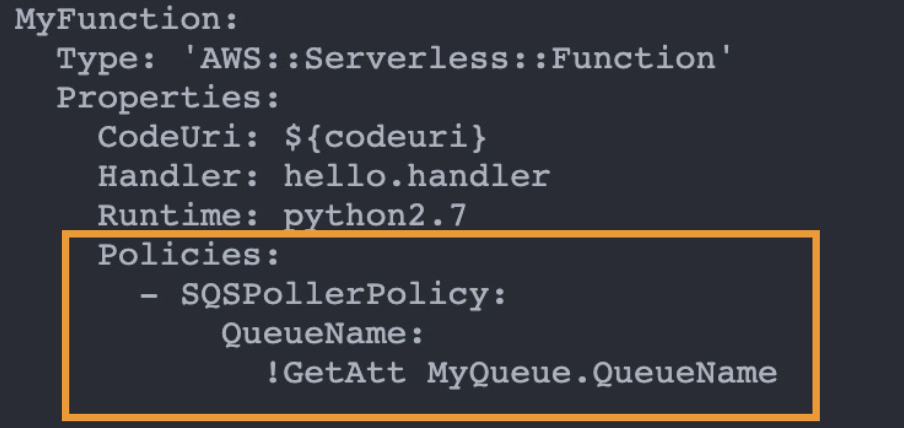 MyFunction:
  Type: 'AWS::Serverless::Function'
  Properties:
    CodeUri: ${codeuri}
    Handler: hello.handler
    Runtime: python2.7
    Policies:
      - SQSPollerPolicy:
          QueueName:
            !GetAtt MyQueue.QueueName